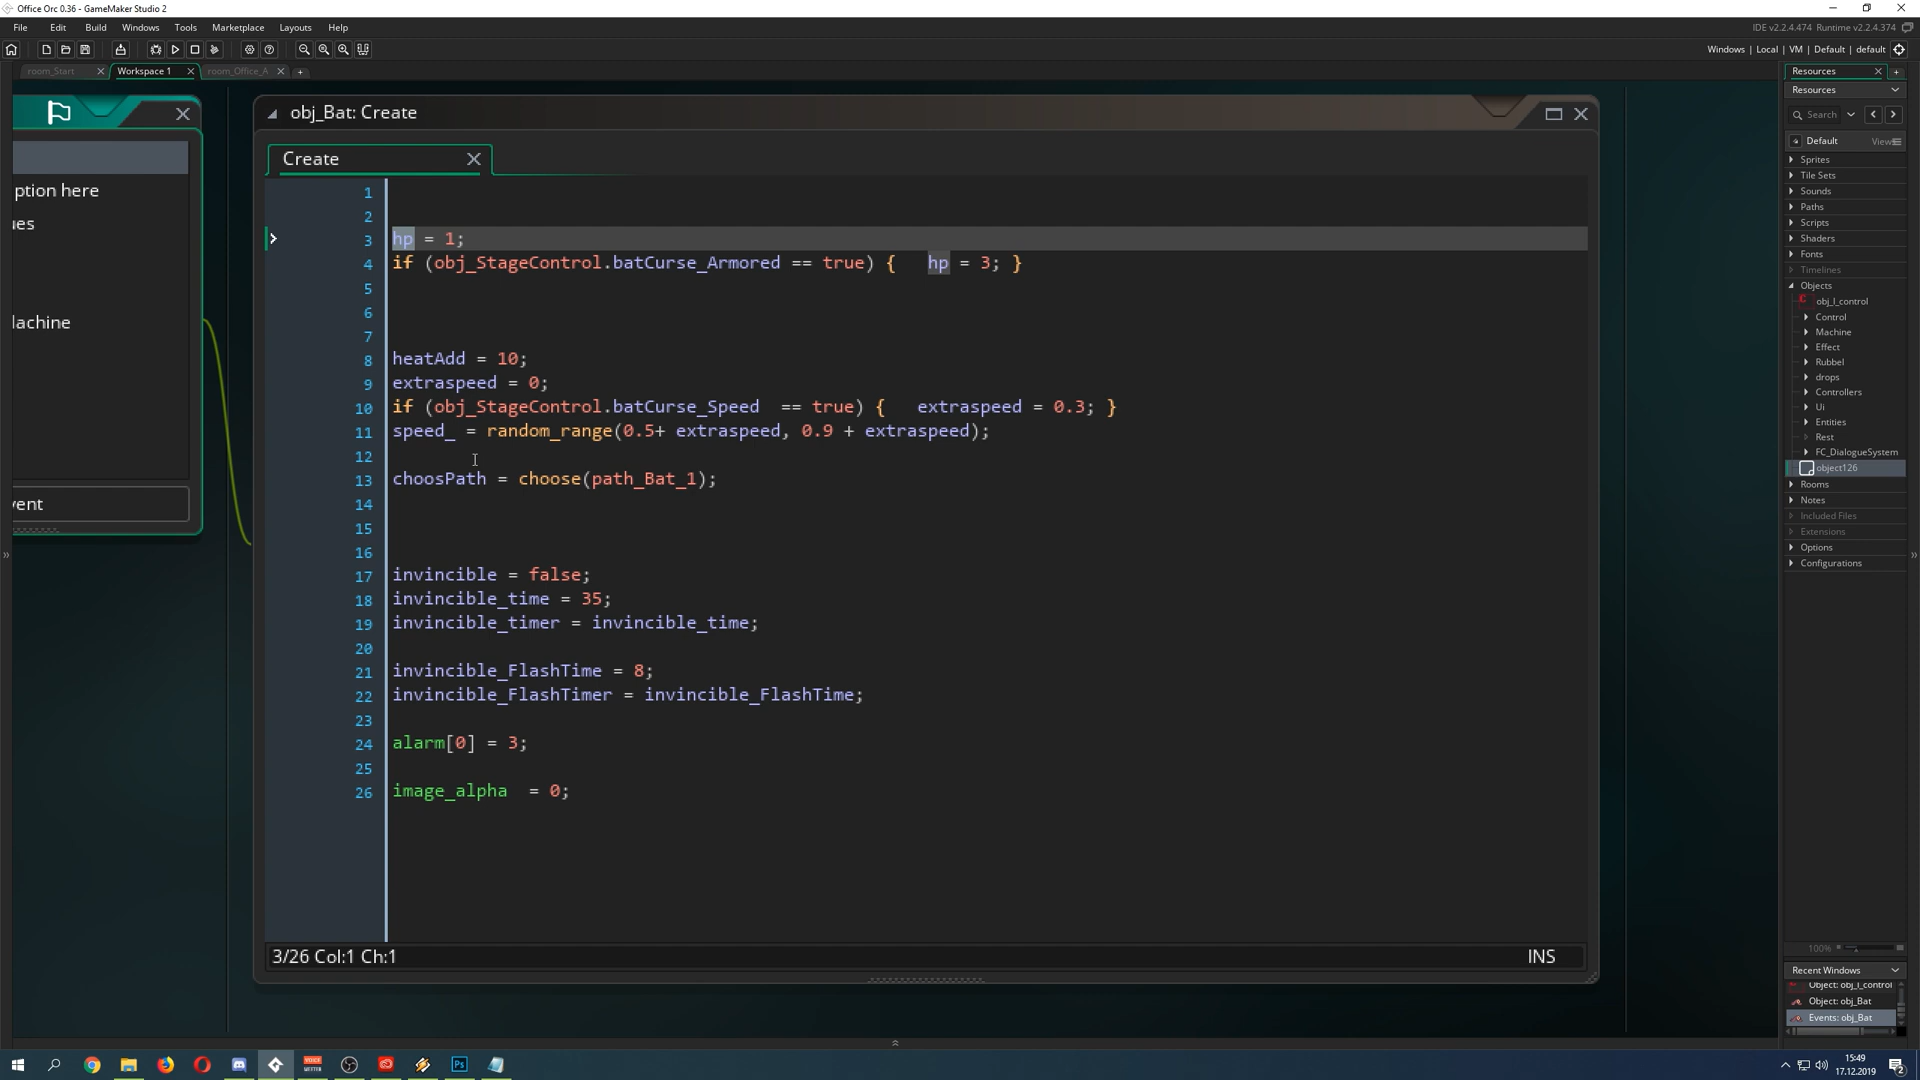 Office Orc 0.36 - GameMaker Studio 2
File Edit Build Windows Tools Marketplace Layouts Help
IDE v2.2.4.474 Runtime v2.2.4.374
Windows | Local | VM | Default | default
room_Start
Workspace 1
room_Office_A
ption here
ues
vent
obj_Bat: Create
Create
1
2
3 hp = 1;
4 if (obj_StageControl.batCurse_Armored == true) { hp = 3; }
5
6
7
8 heatAdd = 10;
9 extraspeed = 0;
10 if (obj_StageControl.batCurse_Speed == true) { extraspeed = 0.3; }
11 speed_ = random_range(0.5+ extraspeed, 0.9 + extraspeed);
12
13 choosPath = choose(path_Bat_1);
14
15
16
17 invincible = false;
18 invincible_time = 35;
19 invincible_timer = invincible_time;
20
21 invincible_FlashTime = 8;
22 invincible_FlashTimer = invincible_FlashTime;
23
24 alarm[0] = 3;
25
26 image_alpha = 0;
3/26 Col:1 Ch:1
INS
Resources
Resources
Search
Default View
Sprites
Tile Sets
Sounds
Paths
Scripts
Shaders
Fonts
Timelines
Objects
obj_I_control
Control
Machine
Effect
Rubbel
drops
Controllers
Ui
Entities
Rest
FC_DialogueSystem
object126
Rooms
Notes
Included Files
Extensions
Options
Configurations
100%
Recent Windows
Object: obj_I_control
Object: obj_Bat
Events: obj_Bat
15:49
17.12.2019